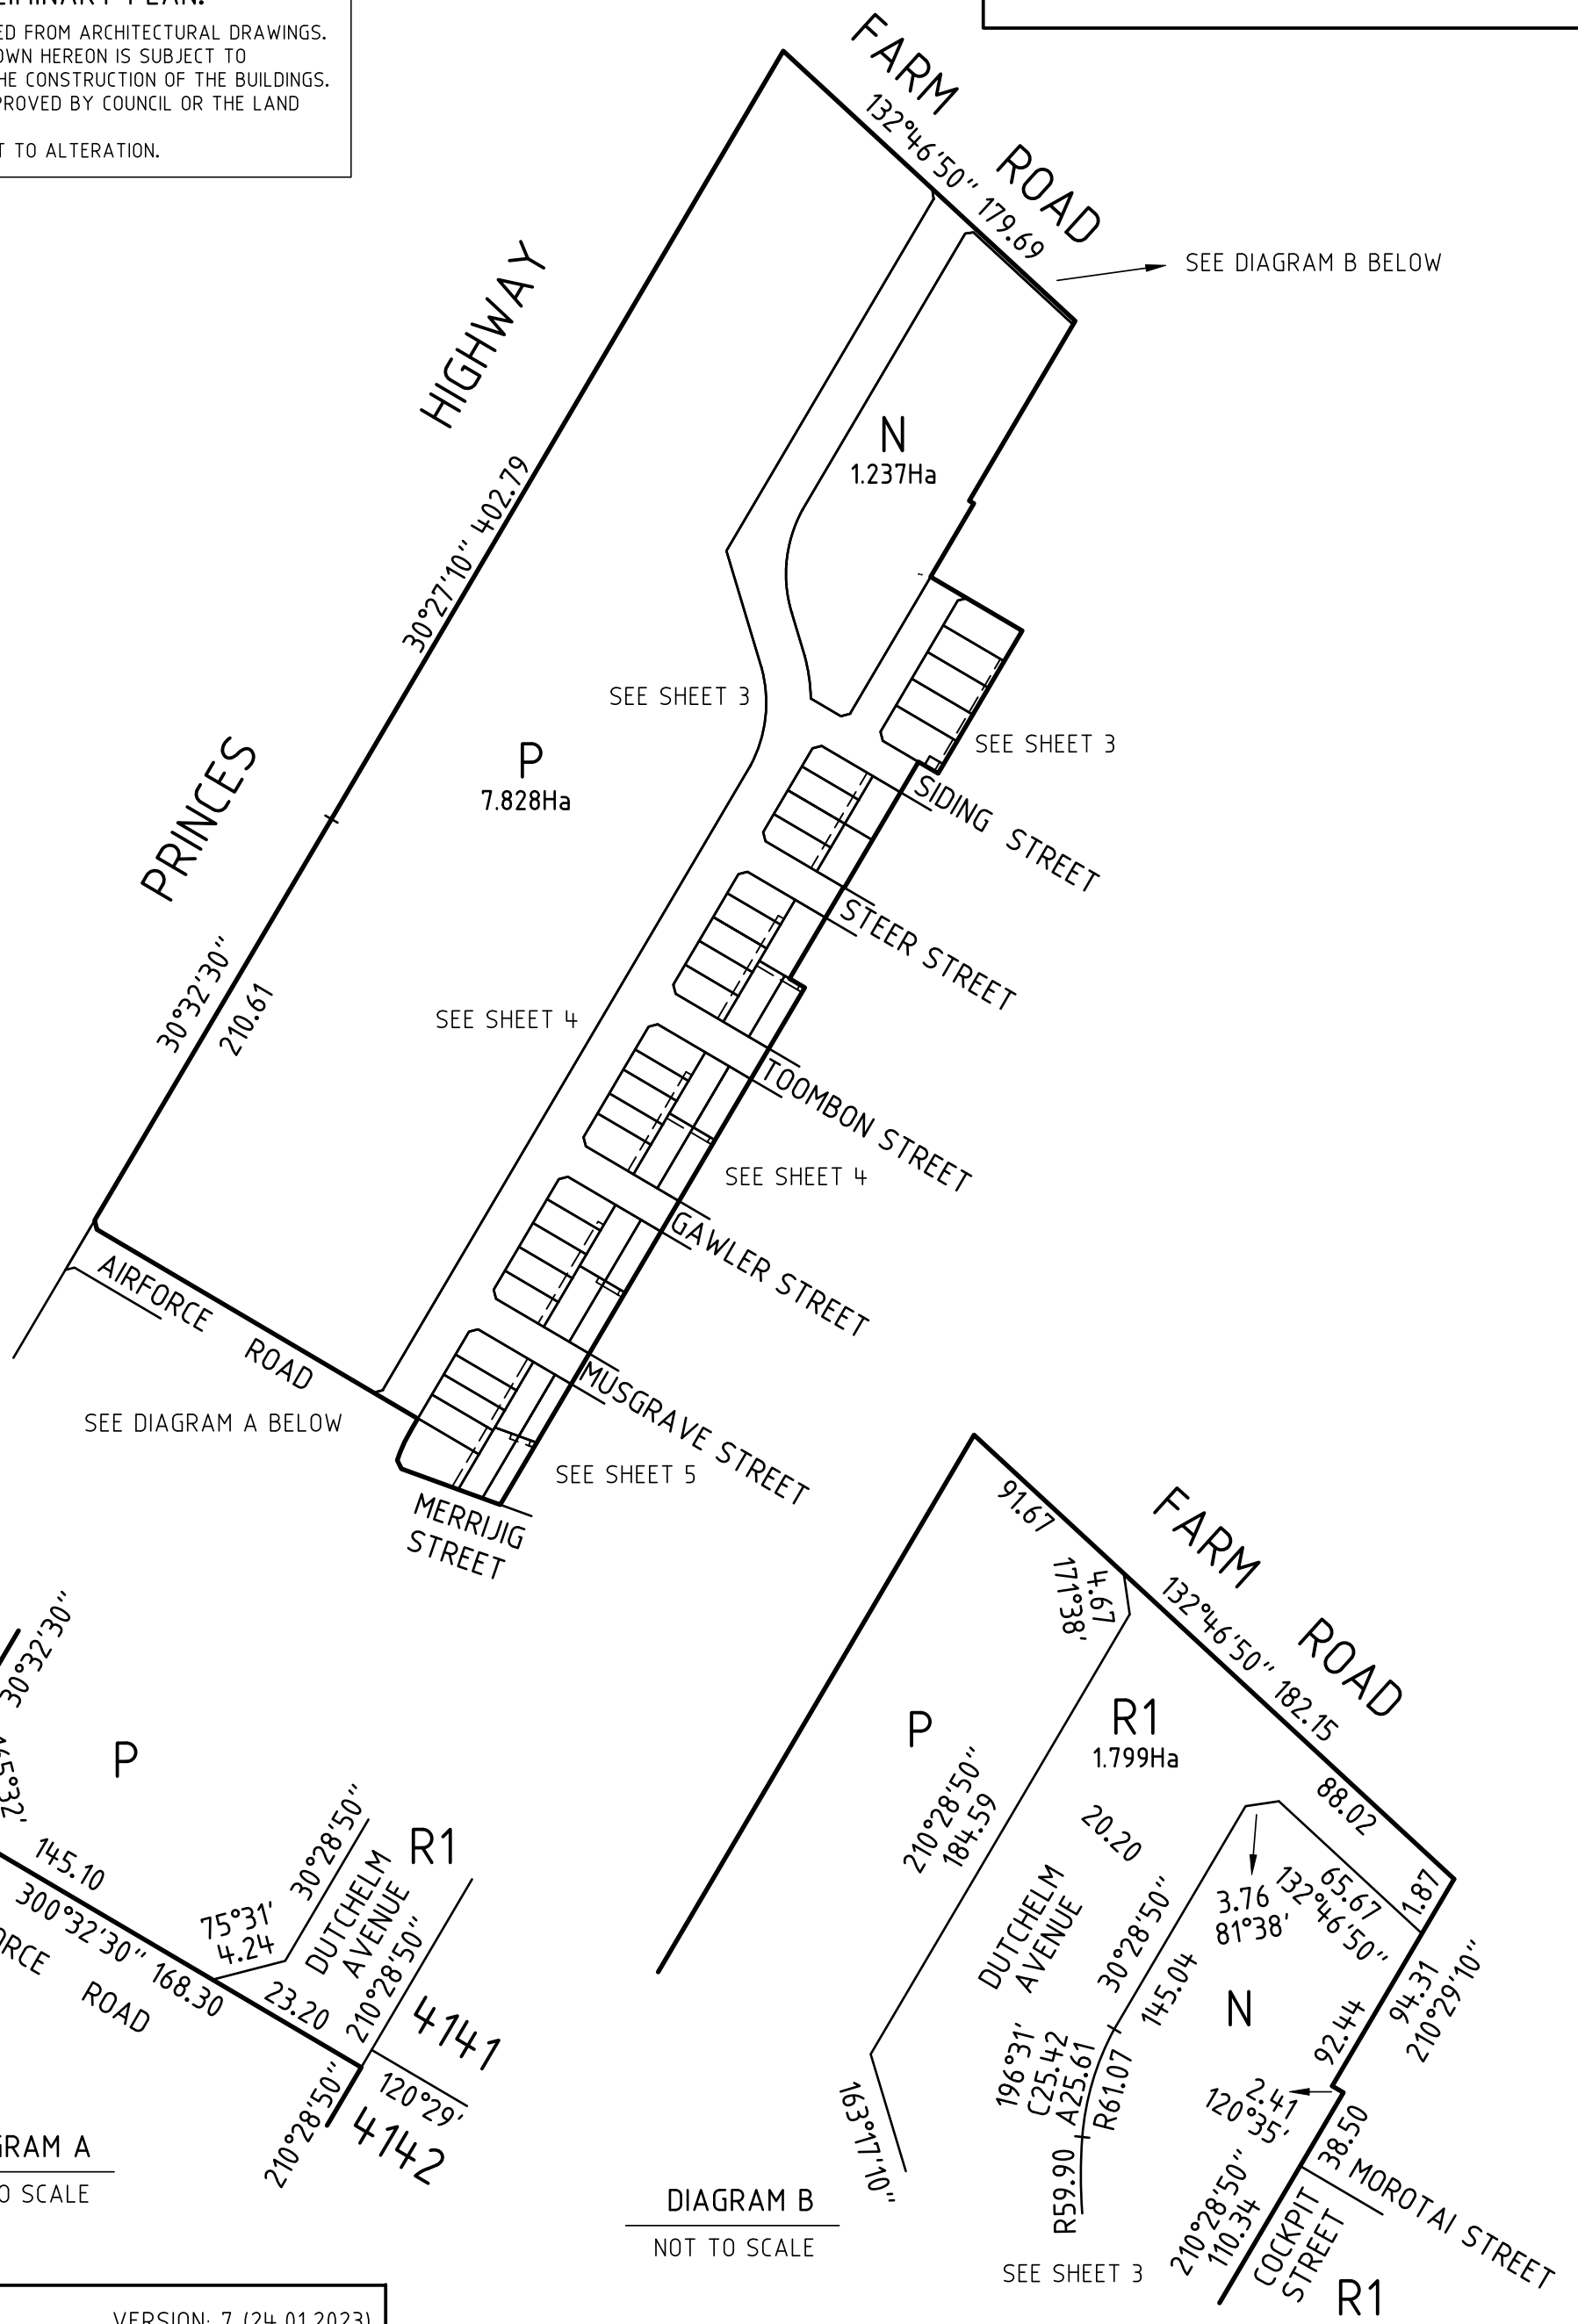 ED FROM ARCHITECTURAL DRAWINGS.
OWN HEREON IS SUBJECT TO
HE CONSTRUCTION OF THE BUILDINGS.
PROVED BY COUNCIL OR THE LAND
T TO ALTERATION.
FARM ROAD
132°46'50" 179.69
SEE DIAGRAM B BELOW
PRINCES HIGHWAY
30°27'10" 402.79
N
1.237Ha
SEE SHEET 3
SEE SHEET 3
P
7.828Ha
SIDING STREET
30°32'30"
210.61
STEER STREET
SEE SHEET 4
TOOMBON STREET
SEE SHEET 4
GAWLER STREET
AIRFORCE ROAD
SEE DIAGRAM A BELOW
MUSGRAVE STREET
SEE SHEET 5
MERRIJIG
STREET
30°32'30"
P
145.10
300°32'30" 168.30
ORCE ROAD
75°31'
4.24
23.20
30°28'50"
DUTCHELM
AVENUE
R1
210°28'50"
4141
120°29'
4142
210°28'50"
GRAM A
O SCALE
FARM ROAD
91.67
132°46'50" 182.15
4.67
171°38'
P
R1
1.799Ha
88.02
210°28'50"
184.59
20.20
1.87
65.67
132°46'50"
3.76
81°38'
DUTCHELM
AVENUE
30°28'50"
145.04
N
94.31
210°29'10"
92.44
196°31'
C25.42
A25.61
R61.07
2.41
120°35'
163°17'10"
R59.90
38.50
MOROTAI STREET
210°28'50"
110.34
COCKPIT
STREET
DIAGRAM B
NOT TO SCALE
SEE SHEET 3
R1
VERSION: 7 (24.01.2023)